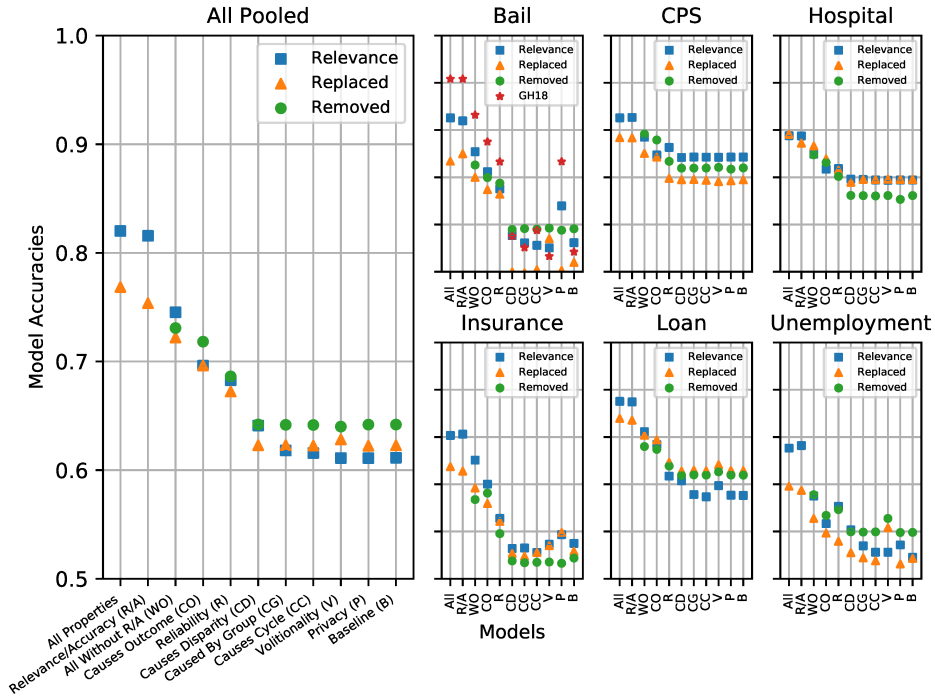 All Pooled
Bail
CPS
Hospital
1.0
0.9
0.8
0.7
0.6
0.5
Model Accuracies
Relevance
Replaced
Removed
Relevance
Replaced
Removed
GH18
Relevance
Replaced
Removed
Relevance
Replaced
Removed
All
R/A
WO
CO
R
CD
CG
CC
V
P
B
All
R/A
WO
CO
R
CD
CG
CC
V
P
B
All
R/A
WO
CO
R
CD
CG
CC
V
P
B
Insurance
Loan
Unemployment
Relevance
Replaced
Removed
Relevance
Replaced
Removed
Relevance
Replaced
Removed
All Properties
Relevance/Accuracy (R/A)
All Without R/A (WO)
Causes Outcome (CO)
Reliability (R)
Causes Disparity (CD)
Caused By Group (CG)
Causes Cycle (CC)
Volitionality (V)
Privacy (P)
Baseline (B)
All
R/A
WO
CO
R
CD
CG
CC
V
P
B
All
R/A
WO
CO
R
CD
CG
CC
V
P
B
All
R/A
WO
CO
R
CD
CG
CC
V
P
B
Models